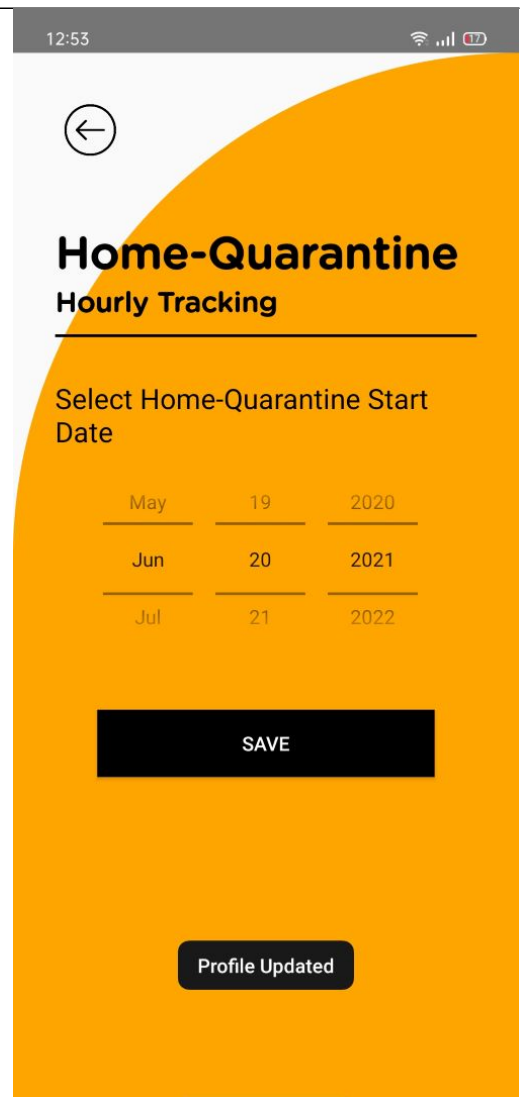 12:53
17
Home-Quarantine
Hourly Tracking
Select Home-Quarantine Start
Date
May 19 2020
Jun 20 2021
Jul 21 2022
SAVE
Profile Updated